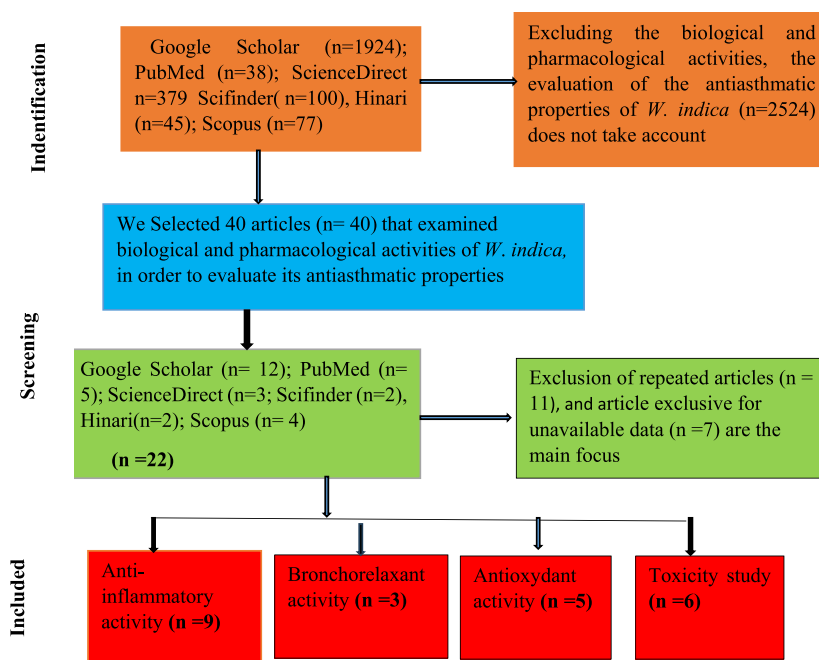 Indentification
Google Scholar (n=1924);
PubMed (n=38); ScienceDirect
n=379 Scifinder( n=100), Hinari
(n=45); Scopus (n=77)
Excluding the biological and
pharmacological activities, the
evaluation of the antiasthmatic
properties of W. indica (n=2524)
does not take account
We Selected 40 articles (n= 40) that examined
biological and pharmacological activities of W. indica,
in order to evaluate its antiasthmatic properties
Screening
Google Scholar (n= 12); PubMed (n=
5); ScienceDirect (n=3; Scifinder (n=2),
Hinari(n=2); Scopus (n= 4)
(n =22)
Exclusion of repeated articles (n =
11), and article exclusive for
unavailable data (n =7) are the
main focus
Included
Anti-
inflammatory
activity (n =9)
Bronchorelaxant
activity (n =3)
Antioxydant
activity (n =5)
Toxicity study
(n =6)